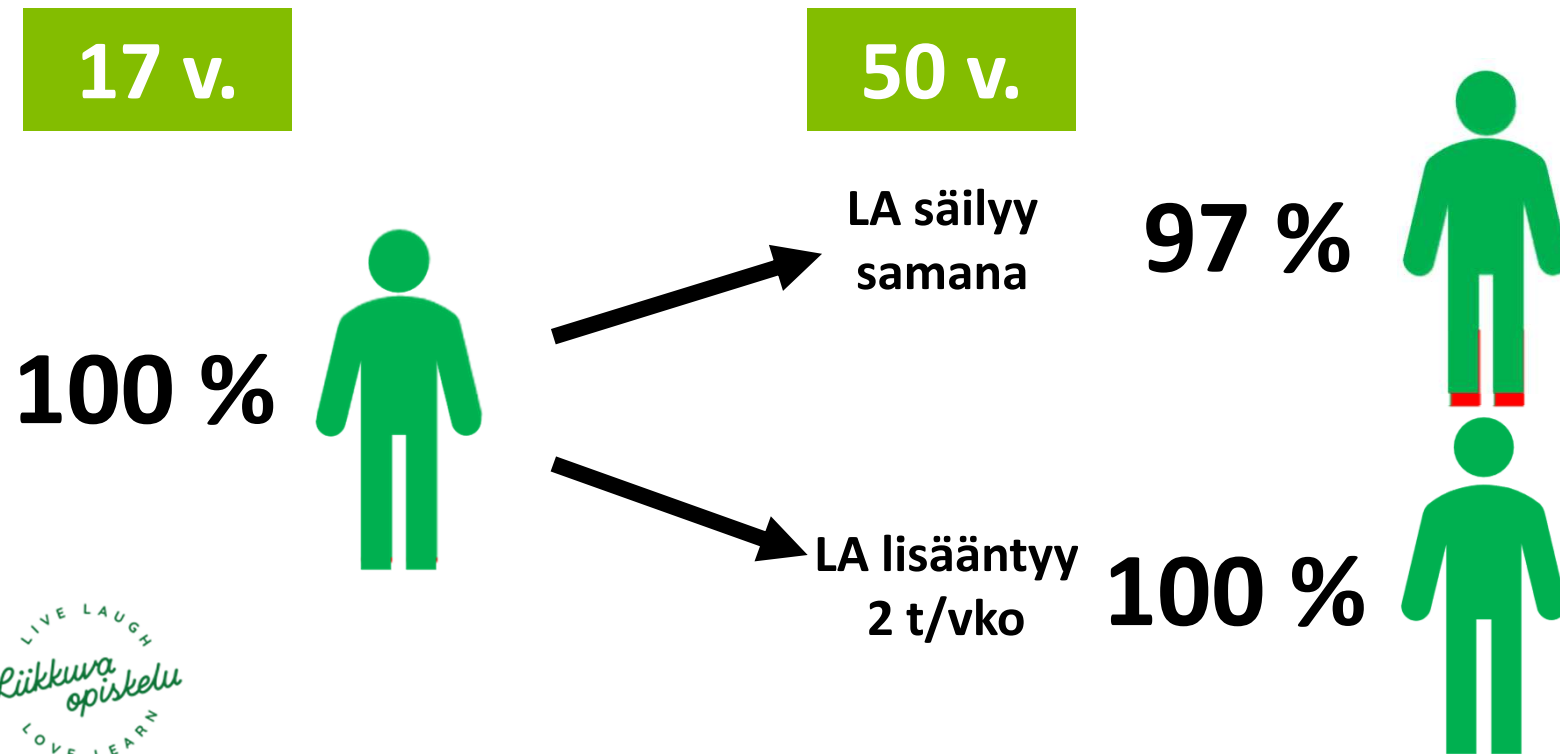 17 v.
50 v.
LA säilyy
samana
97 %
100 %
LA lisääntyy
2 t/vko
100 %
LIVE LAUGH
Liikkuva
opiskelu
LOVE LEARN